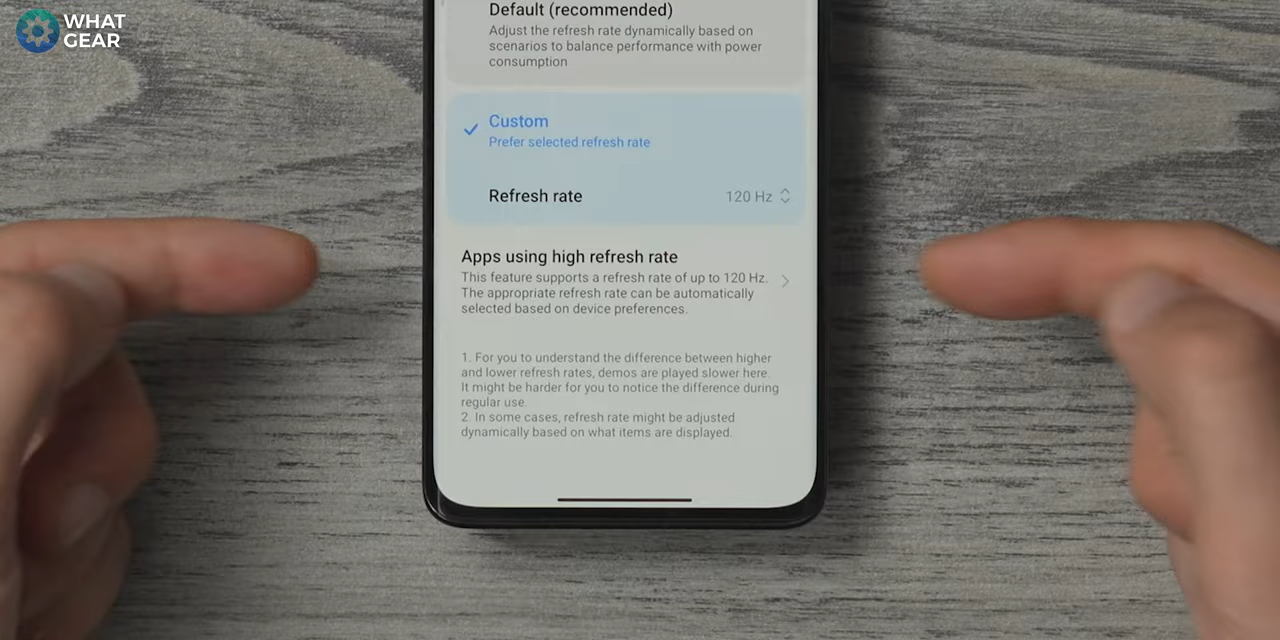 WHAT
GEAR
Default (recommended)
Adjust the refresh rate dynamically based on
scenarios to balance performance with power
consumption
Custom
Prefer selected refresh rate
Refresh rate
120 Hz
Apps using high refresh rate
This feature supports a refresh rate of up to 120 Hz.
The appropriate refresh rate can be automatically
selected based on device preferences.
1. For you to understand the difference between higher
and lower refresh rates, demos are played slower here.
It might be harder for you to notice the difference during
regular use.
2. In some cases, refresh rate might be adjusted
dynamically based on what items are displayed.